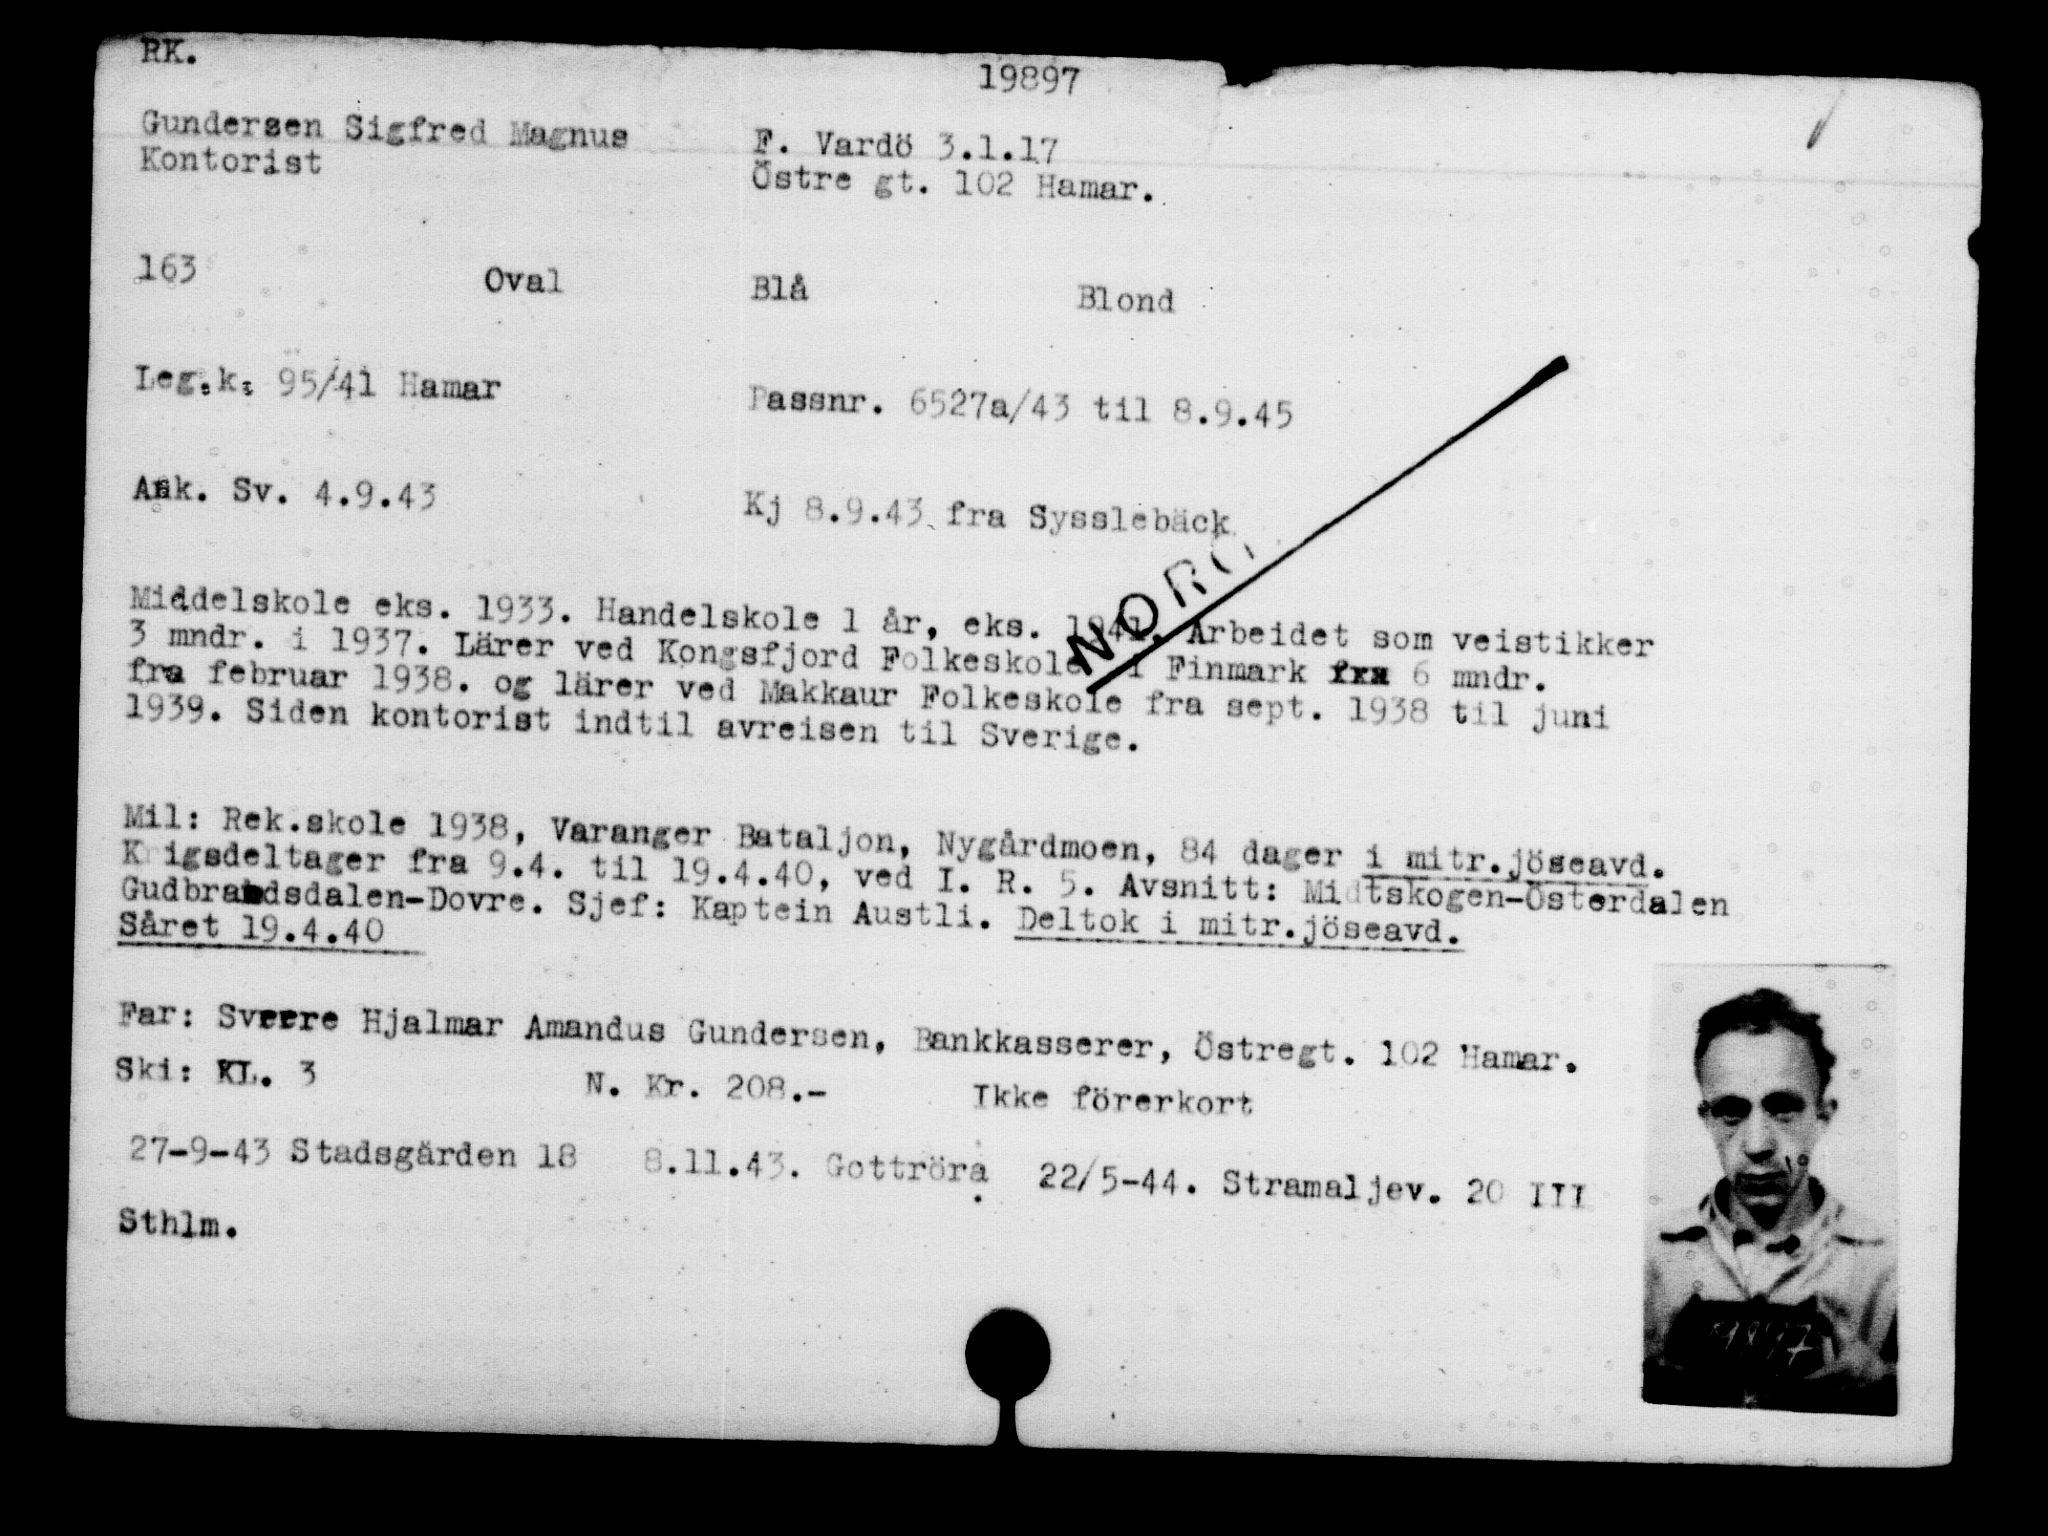 RK.
19897
Gundersen Sigfred Magnus
F. Vardö 3.1.17
Kontorist
Östre gt. 102 Hamar.
163
Oval
Blå
Blond
Leg.k. 95/41 Hamar
Passnr. 6527a/43 til 8.9.45
Ank. Sv. 4.9.43
Kj 8.9.43 fra Sysslebäck
NORG
Middelskole eks. 1933. Handelskole 1 år, eks. 1941. Arbeidet som veistikker
3 mndr. i 1937. Lärer ved Kongsfjord Folkeskole i Finmark fra 6 mndr.
fra februar 1938. og lärer ved Makkaur Folkeskole fra sept. 1938 til juni
1939. Siden kontorist indtil avreisen til Sverige.
Mil: Rek.skole 1938, Varanger Bataljon, Nygårdmoen, 84 dager i mitr.jöseavd.
Krigsdeltager fra 9.4. til 19.4.40, ved I. R. 5. Avsnitt: Midtskogen-Österdalen
Gudbrandsdalen-Dovre. Sjef: Kaptein Austli. Deltok i mitr.jöseavd.
Såret 19.4.40
Far: Sverre Hjalmar Amandus Gundersen, Bankkasserer, Östregt. 102 Hamar.
Ski: KL. 3
N. Kr. 208.-
Ikke förerkort
27-9-43 Stadsgärden 18
8.11.43. Gottröra
22/5-44. Stramaljev. 20 III
Sthlm.